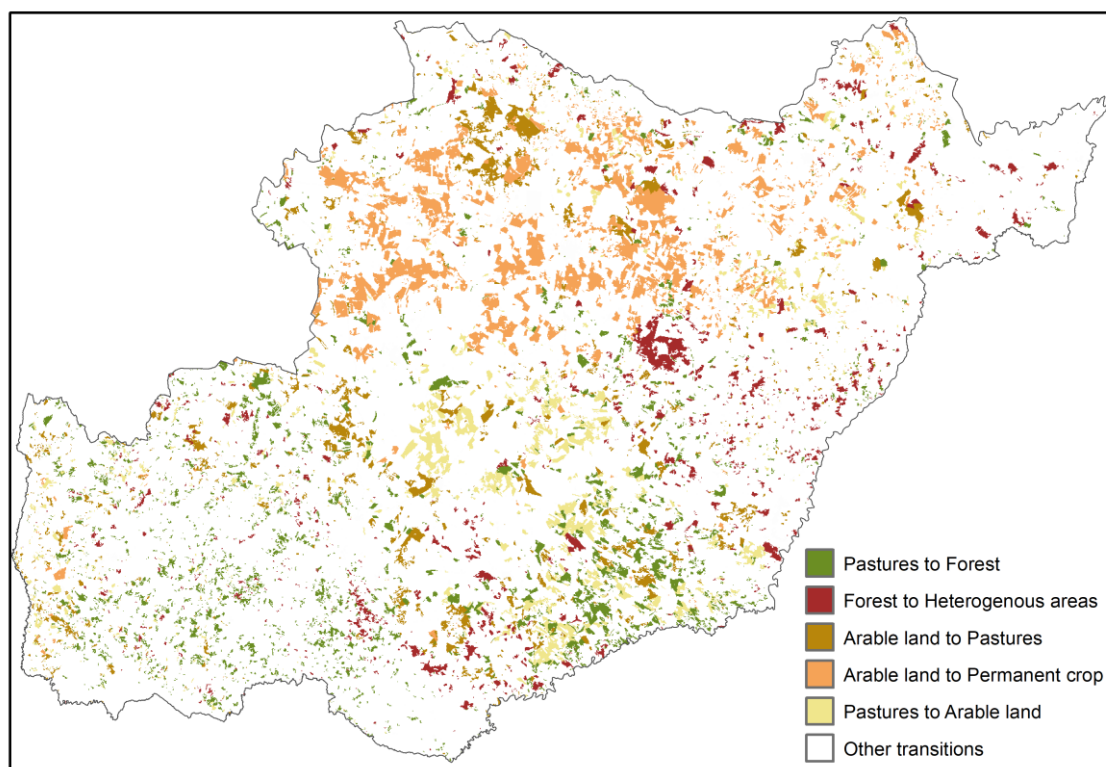 Pastures to Forest
Forest to Heterogenous areas
Arable land to Pastures
Arable land to Permanent crop
Pastures to Arable land
Other transitions